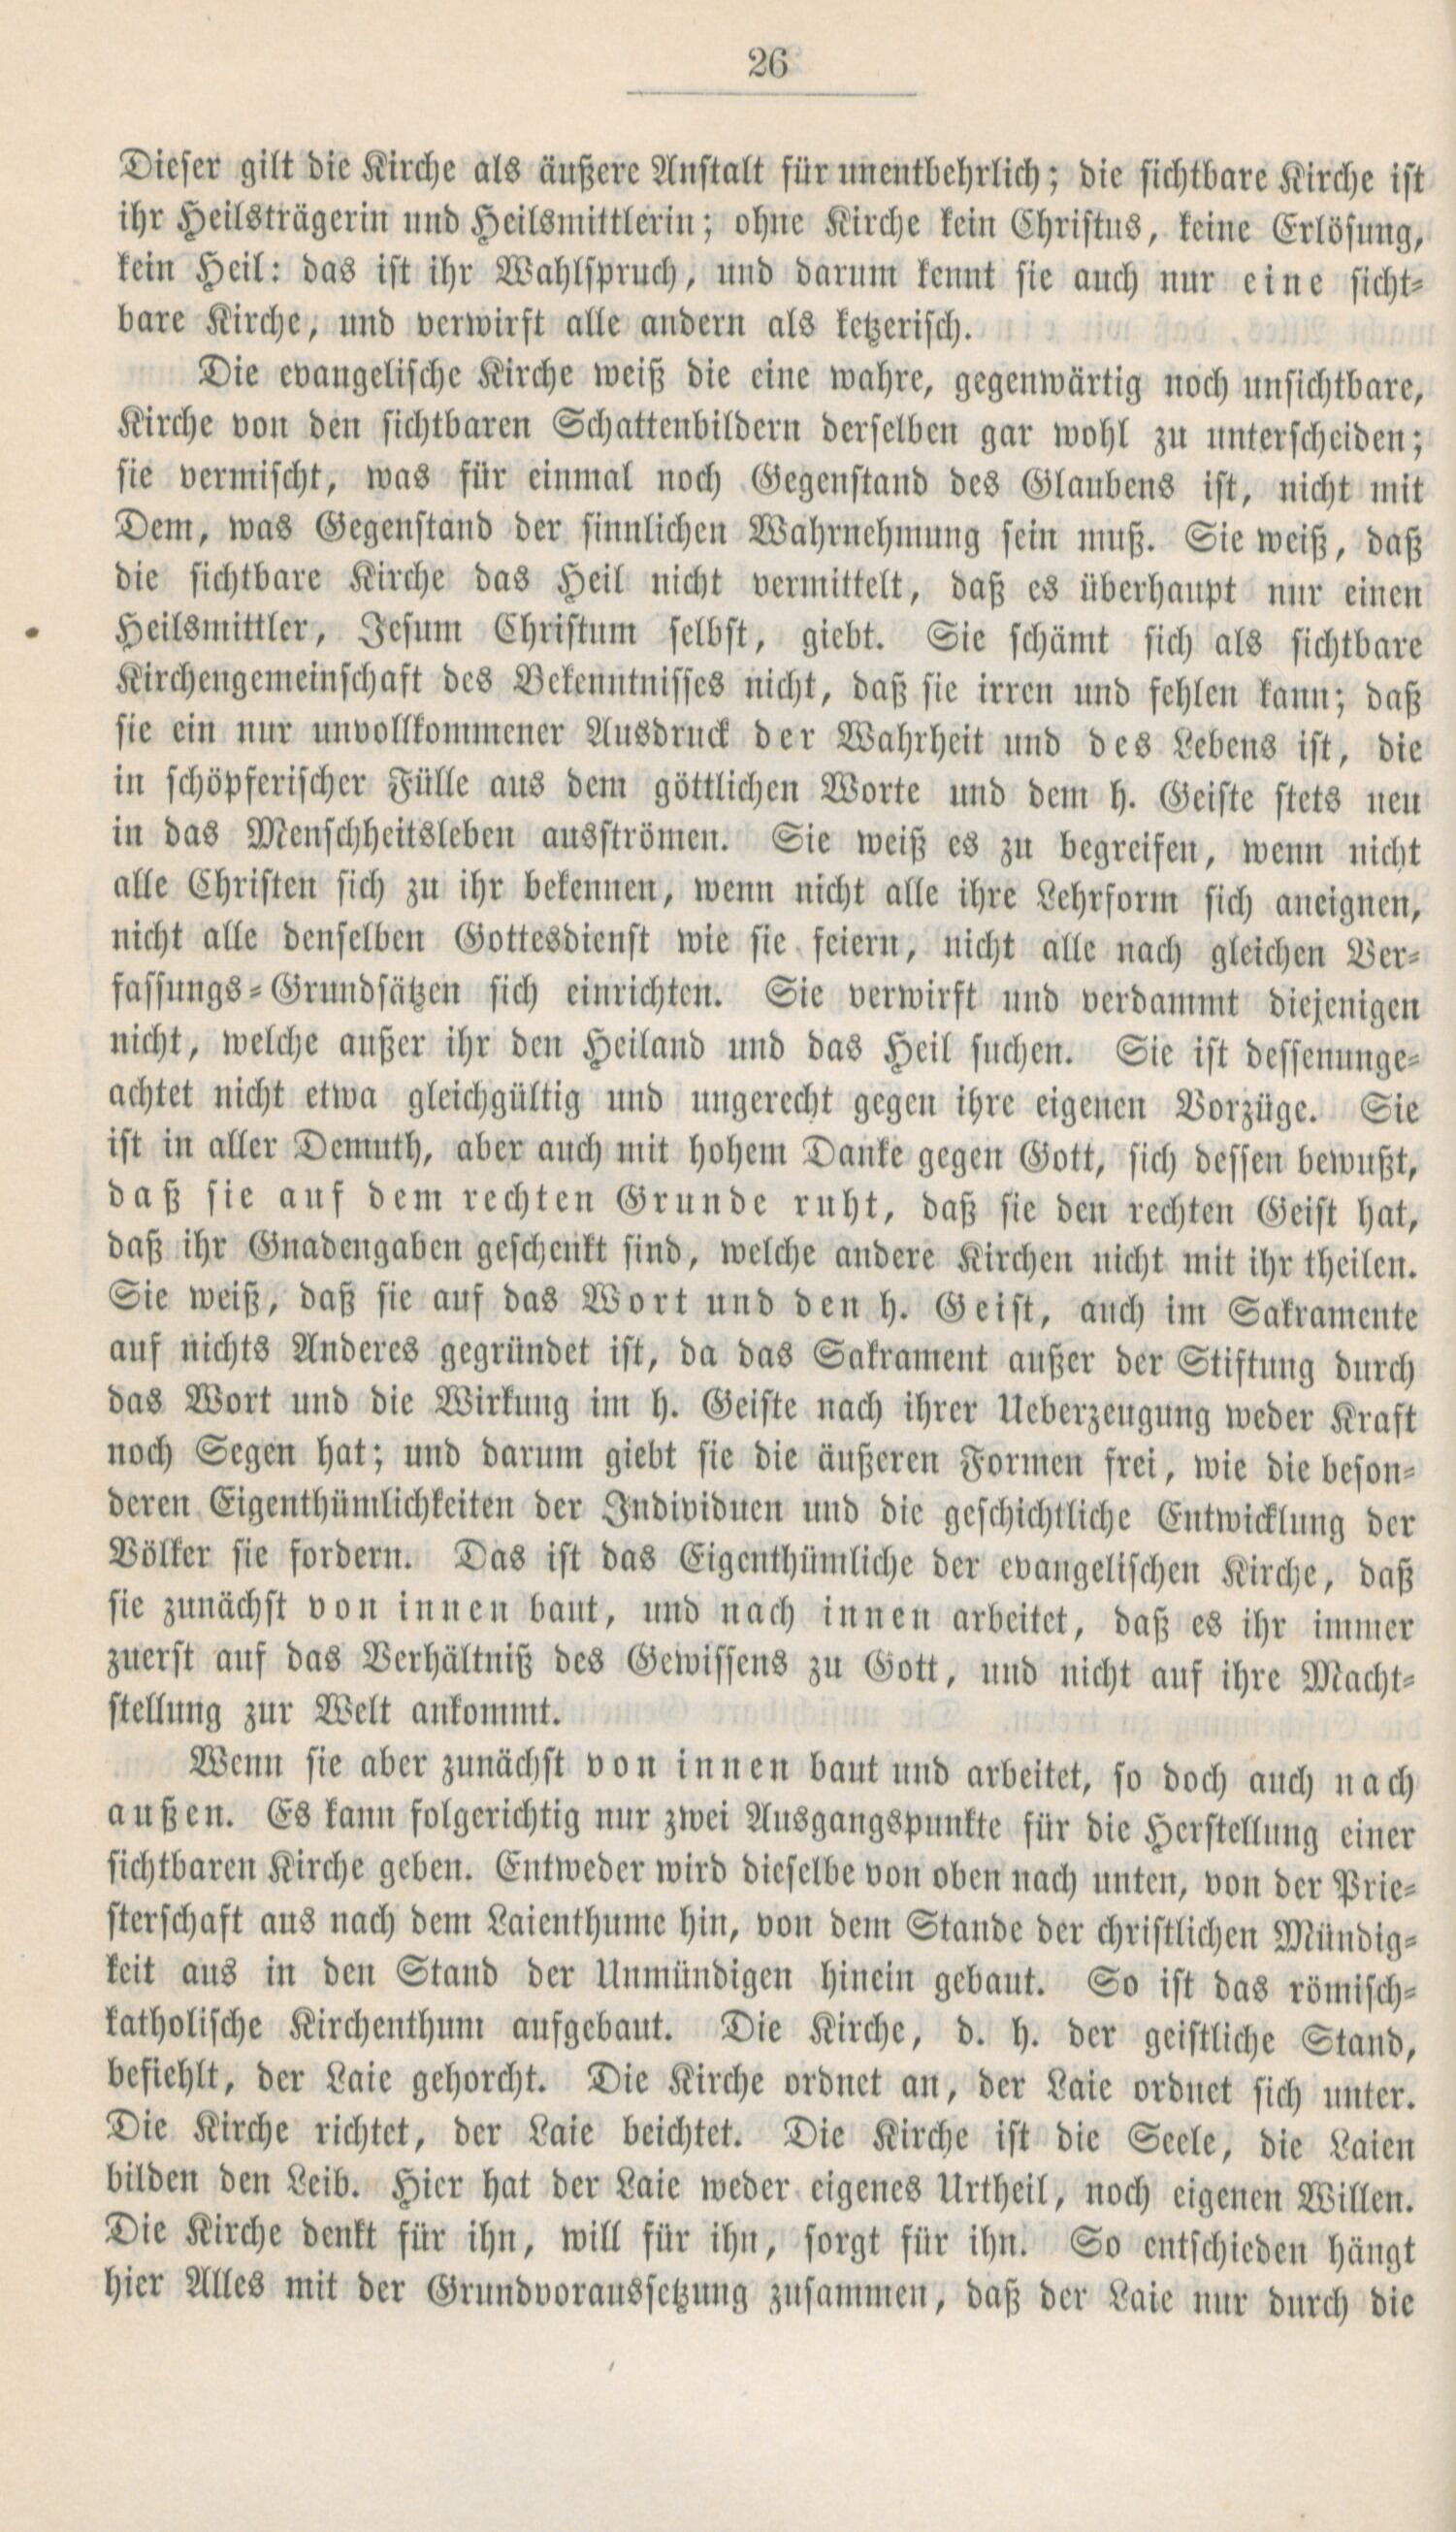 26
Dieser gilt die Kirche als äußere Anstalt für unentbehrlich; die sichtbare Kirche ist
ihr Heilsträgerin und Heilsmittlerin; ohne Kirche kein Christus, keine Erlösung,
kein Heil: das ist ihr Wahlspruch, und darum kennt sie auch nur eine sicht-
bare Kirche, und verwirft alle andern als ketzerisch.
Die evangelische Kirche weiß die eine wahre, gegenwärtig noch unsichtbare,
Kirche von den sichtbaren Schattenbildern derselben gar wohl zu unterscheiden;
sie vermischt, was für einmal noch Gegenstand des Glaubens ist, nicht mit
Dem, was Gegenstand der sinnlichen Wahrnehmung sein muß. Sie weiß, daß
die sichtbare Kirche das Heil nicht vermittelt, daß es überhaupt nur einen
Heilsmittler, Jesum Christum selbst, giebt. Sie schämt sich als sichtbare
Kirchengemeinschaft des Bekenntnisses nicht, daß sie irren und fehlen kann; daß
sie ein nur unvollkommener Ausdruck der Wahrheit und des Lebens ist, die
in schöpferischer Fülle aus dem göttlichen Worte und dem h. Geiste stets neu
in das Menschheitsleben ausströmen. Sie weiß es zu begreifen, wenn nicht
alle Christen sich zu ihr bekennen, wenn nicht alle ihre Lehrform sich aneignen,
nicht alle denselben Gottesdienst wie sie feiern, nicht alle nach gleichen Ver-
fassungs-Grundsätzen sich einrichten. Sie verwirft und verdammt diejenigen
nicht, welche außer ihr den Heiland und das Heil suchen. Sie ist dessenunge-
achtet nicht etwa gleichgültig und ungerecht gegen ihre eigenen Vorzüge. Sie
ist in aller Demuth, aber auch mit hohem Danke gegen Gott, sich dessen bewußt,
daß sie auf dem rechten Grunde ruht, daß sie den rechten Geist hat,
daß ihr Gnadengaben geschenkt sind, welche andere Kirchen nicht mit ihr theilen.
Sie weiß, daß sie auf das Wort und den h. Geist, auch im Sakramente
auf nichts Anderes gegründet ist, da das Sakrament außer der Stiftung durch
das Wort und die Wirkung im h. Geiste nach ihrer Ueberzeugung weder Kraft
noch Segen hat; und darum giebt sie die äußeren Formen frei, wie die beson-
deren Eigenthümlichkeiten der Individuen und die geschichtliche Entwicklung der
Völker sie fordern. Das ist das Eigenthümliche der evangelischen Kirche, daß
sie zunächst von innen baut, und nach innen arbeitet, daß es ihr immer
zuerst auf das Verhältniß des Gewissens zu Gott, und nicht auf ihre Macht-
stellung zur Welt ankommt.
Wenn sie aber zunächst von innen baut und arbeitet, so doch auch nach
außen. Es kann folgerichtig nur zwei Ausgangspunkte für die Herstellung einer
sichtbaren Kirche geben. Entweder wird dieselbe von oben nach unten, von der Prie-
sterschaft aus nach dem Laienthume hin, von dem Stande der christlichen Mündig-
keit aus in den Stand der Unmündigen hinein gebaut. So ist das römisch-
katholische Kirchenthum aufgebaut. Die Kirche, d. h. der geistliche Stand,
befiehlt, der Laie gehorcht. Die Kirche ordnet an, der Laie ordnet sich unter.
Die Kirche richtet, der Laie beichtet. Die Kirche ist die Seele, die Laien
bilden den Leib. Hier hat der Laie weder eigenes Urtheil, noch eigenen Willen.
Die Kirche denkt für ihn, will für ihn, sorgt für ihn. So entschieden hängt
hier Alles mit der Grundvoraussetzung zusammen, daß der Laie nur durch die